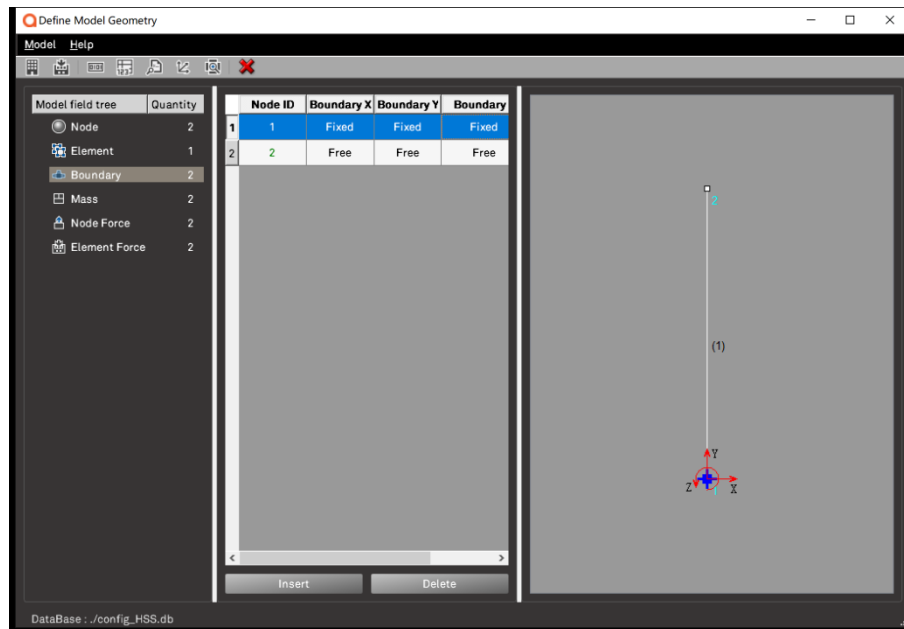 Define Model Geometry
Model Help
Model field tree Quantity
Node 2
Element 1
Boundary 2
Mass 2
Node Force 2
Element Force 2
Node ID Boundary X Boundary Y Boundary
1 1 Fixed Fixed Fixed
2 2 Free Free Free
Insert Delete
2
(1)
Y
Z X
1
DataBase : ./config_HSS.db